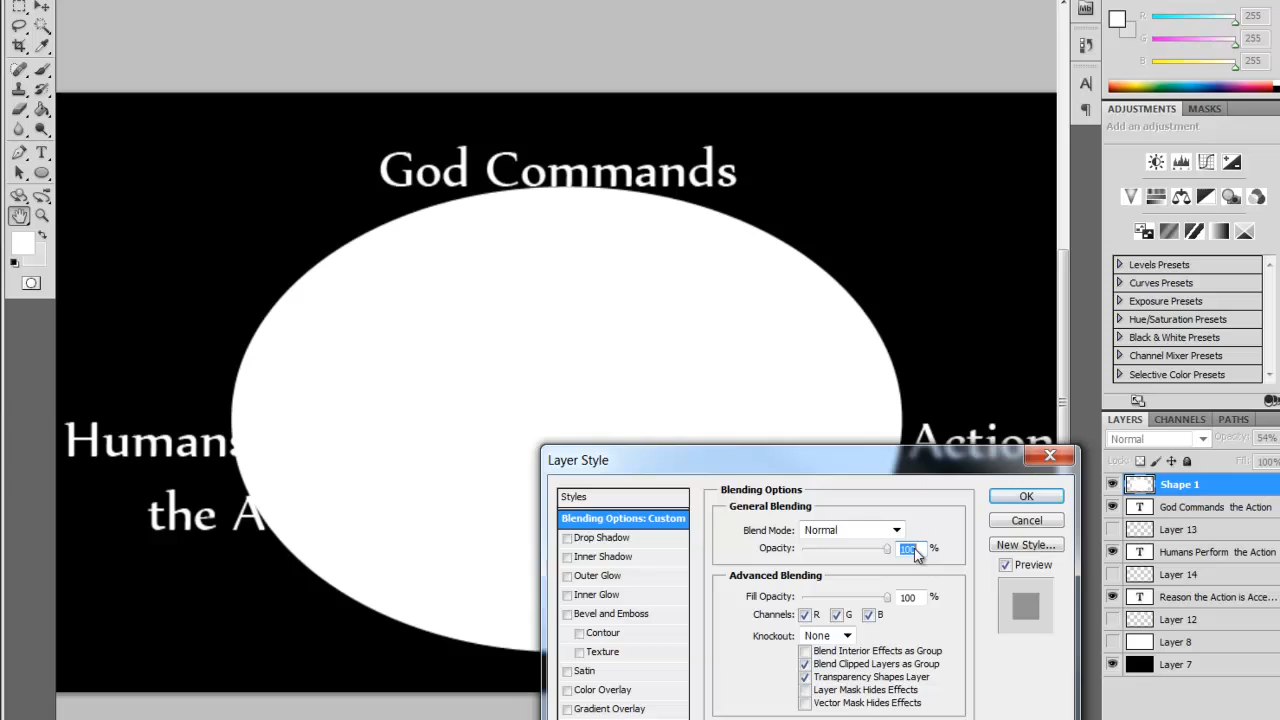 R 255
G 255
B 255
ADJUSTMENTS MASKS
Add an adjustment
God Commands
Levels Presets
Curves Presets
Exposure Presets
Hue/Saturation Presets
Black & White Presets
Channel Mixer Presets
Selective Color Presets
LAYERS CHANNELS PATHS
Normal Opacity: 54%
Lock: Fill: 100%
Humans
the A
Action
Shape 1
God Commands the Action
Layer 13
Humans Perform the Action
Layer 14
Reason the Action is Acce...
Layer 12
Layer 8
Layer 7
Layer Style
Styles
Blending Options: Custom
Drop Shadow
Inner Shadow
Outer Glow
Inner Glow
Bevel and Emboss
Contour
Texture
Satin
Color Overlay
Gradient Overlay
Blending Options
General Blending
Blend Mode: Normal
Opacity: 100 %
Advanced Blending
Fill Opacity: 100 %
Channels: R G B
Knockout: None
Blend Interior Effects as Group
Blend Clipped Layers as Group
Transparency Shapes Layer
Layer Mask Hides Effects
Vector Mask Hides Effects
OK
Cancel
New Style...
Preview